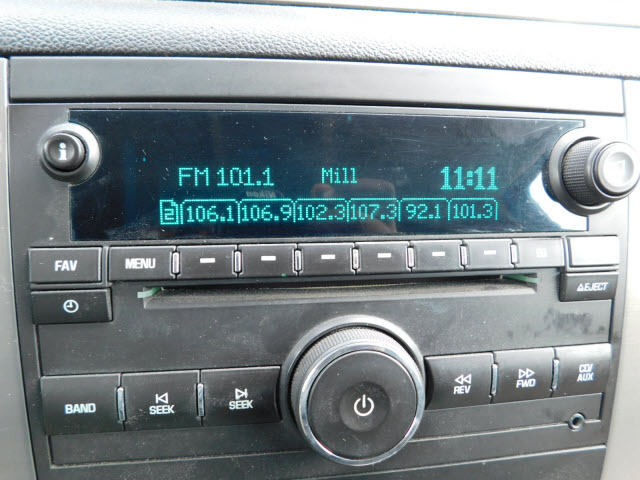 FM 101.1 Mill 11:11
2 106.1 106.9 102.3 107.3 92.1 101.3
FAV MENU
EJECT
BAND SEEK SEEK REV FWD CD/AUX